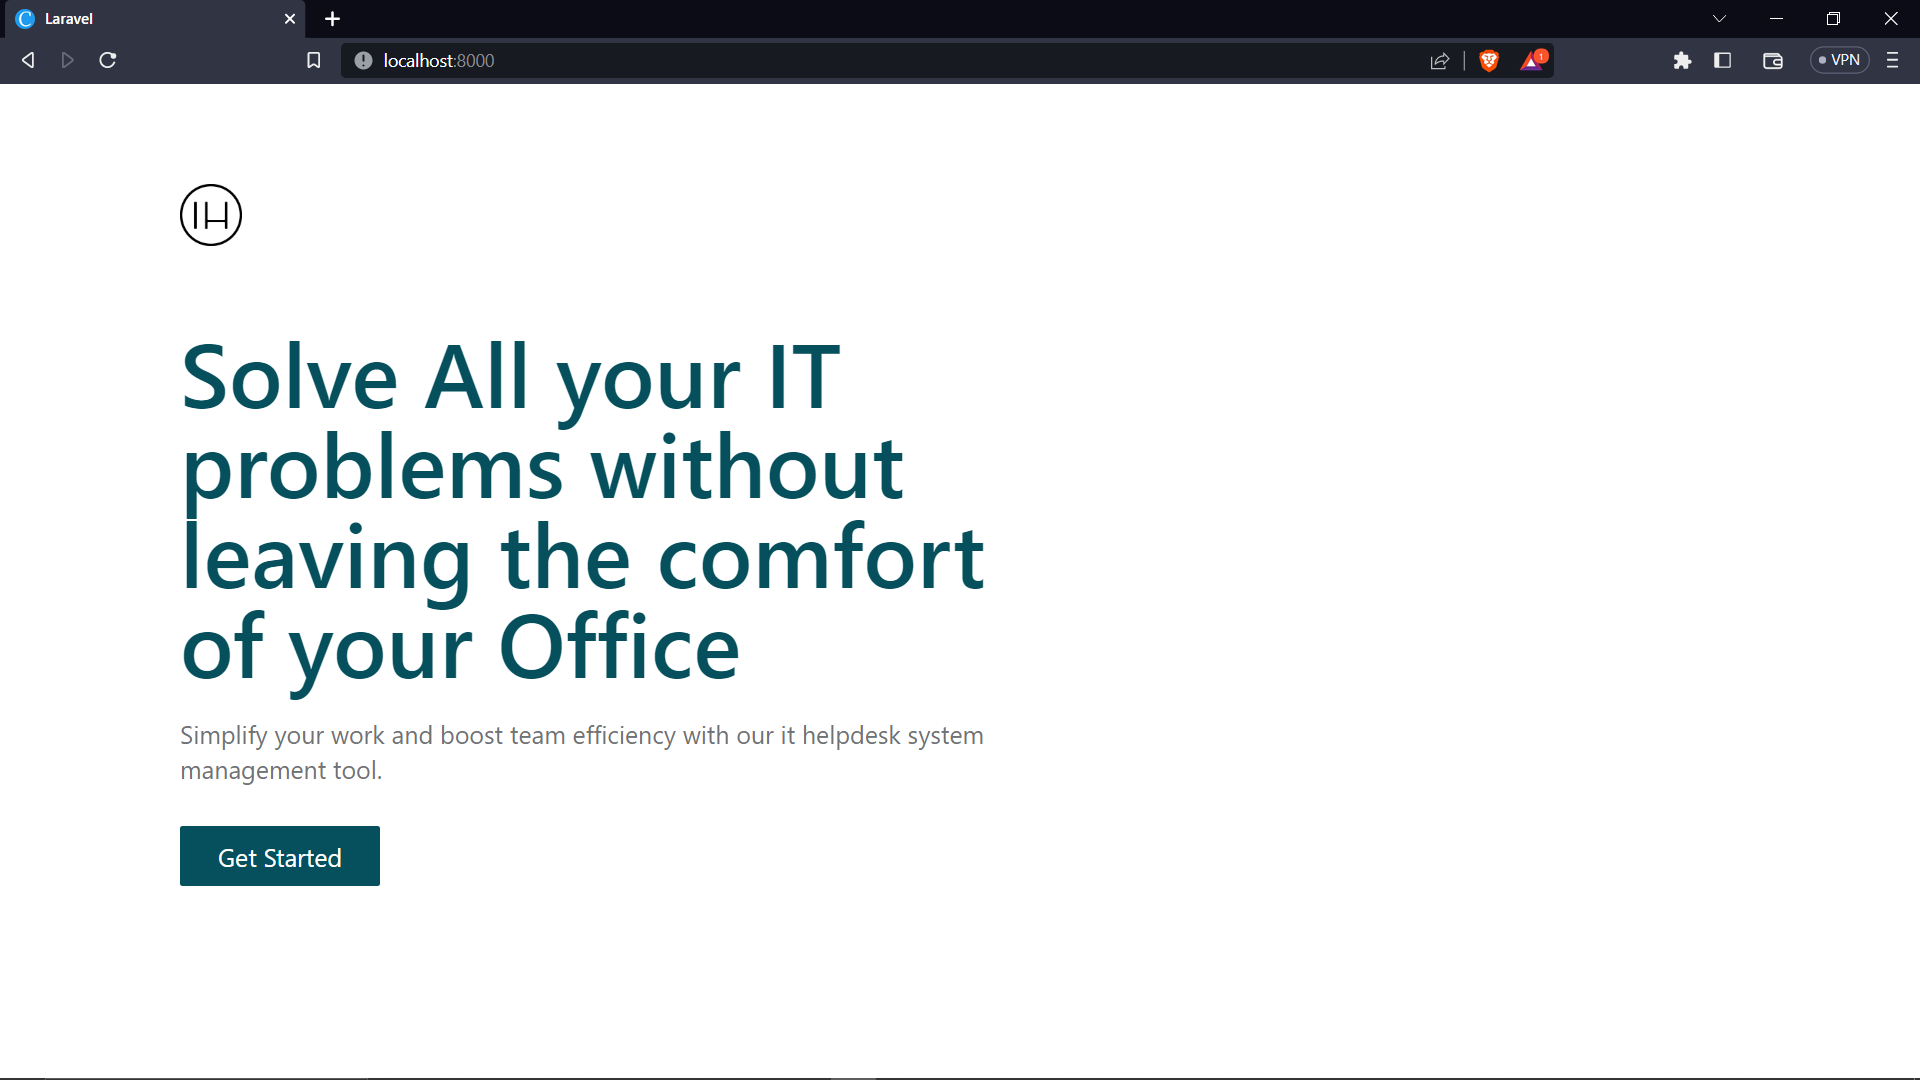 Laravel
localhost:8000
1
VPN
IH
Solve All your IT
problems without
leaving the comfort
of your Office
Simplify your work and boost team efficiency with our it helpdesk system
management tool.
Get Started